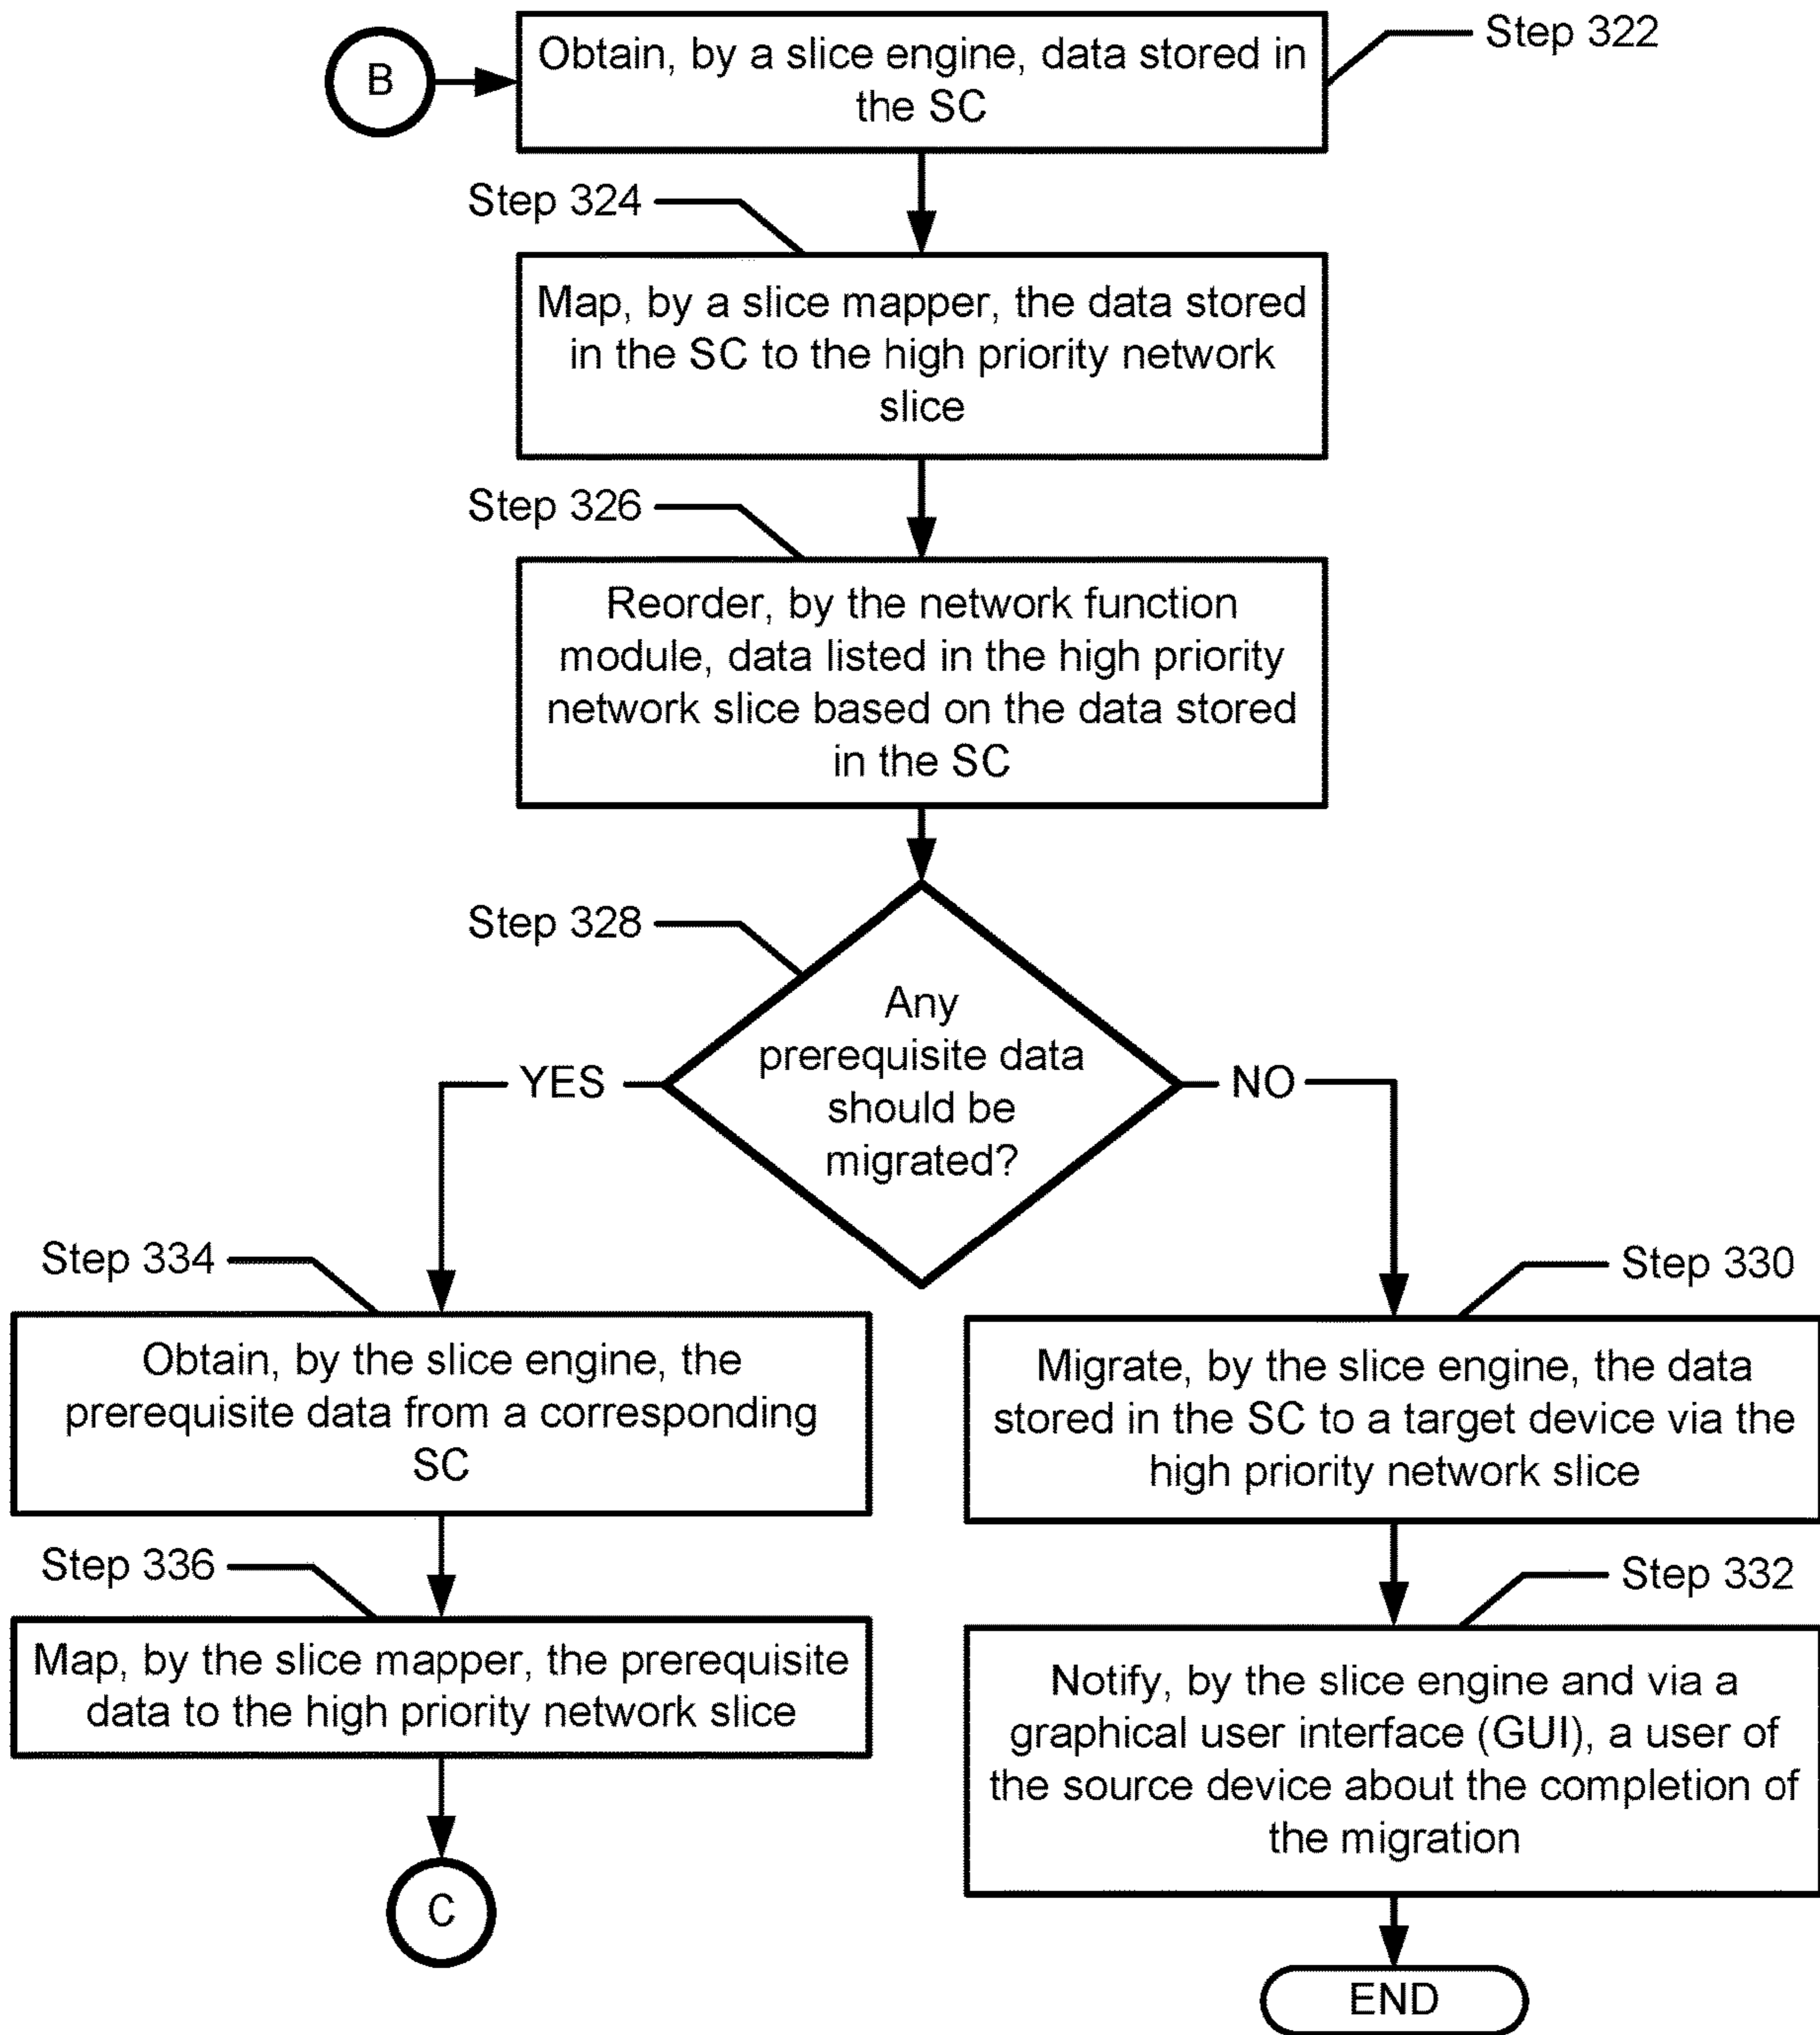 B
Obtain, by a slice engine, data stored in
the SC
Step 322
Step 324
Map, by a slice mapper, the data stored
in the SC to the high priority network
slice
Step 326
Reorder, by the network function
module, data listed in the high priority
network slice based on the data stored
in the SC
Step 328
Any
prerequisite data
should be
migrated?
YES
NO
Step 334
Obtain, by the slice engine, the
prerequisite data from a corresponding
SC
Step 336
Map, by the slice mapper, the prerequisite
data to the high priority network slice
C
Step 330
Migrate, by the slice engine, the data
stored in the SC to a target device via the
high priority network slice
Step 332
Notify, by the slice engine and via a
graphical user interface (GUI), a user of
the source device about the completion of
the migration
END